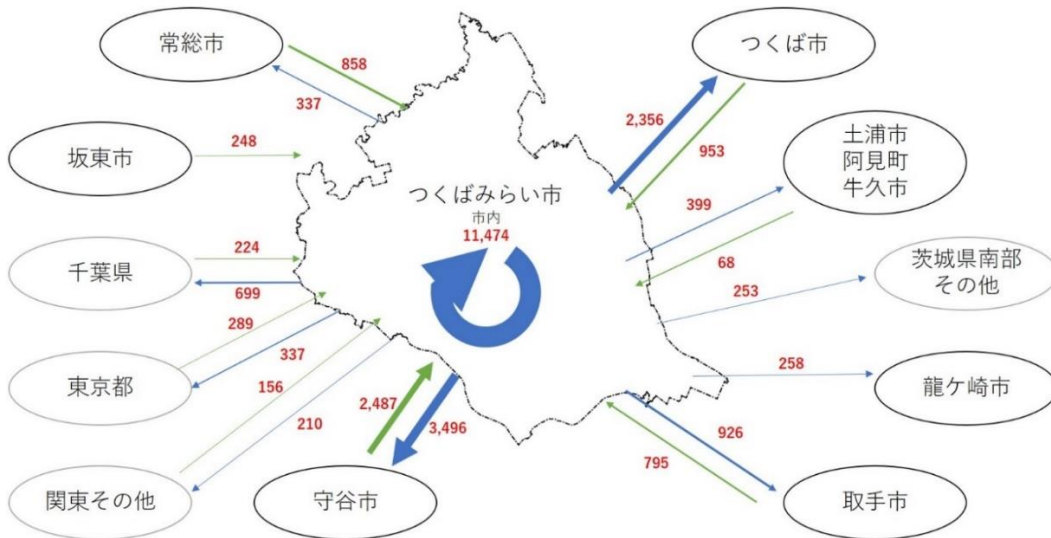 常総市
858
337
つくば市
2,356
953
坂東市
248
土浦市
阿見町
牛久市
399
68
つくばみらい市
市内
11,474
千葉県
224
699
茨城県南部
その他
253
東京都
289
337
龍ケ崎市
258
関東その他
156
210
守谷市
2,487
3,496
取手市
926
795